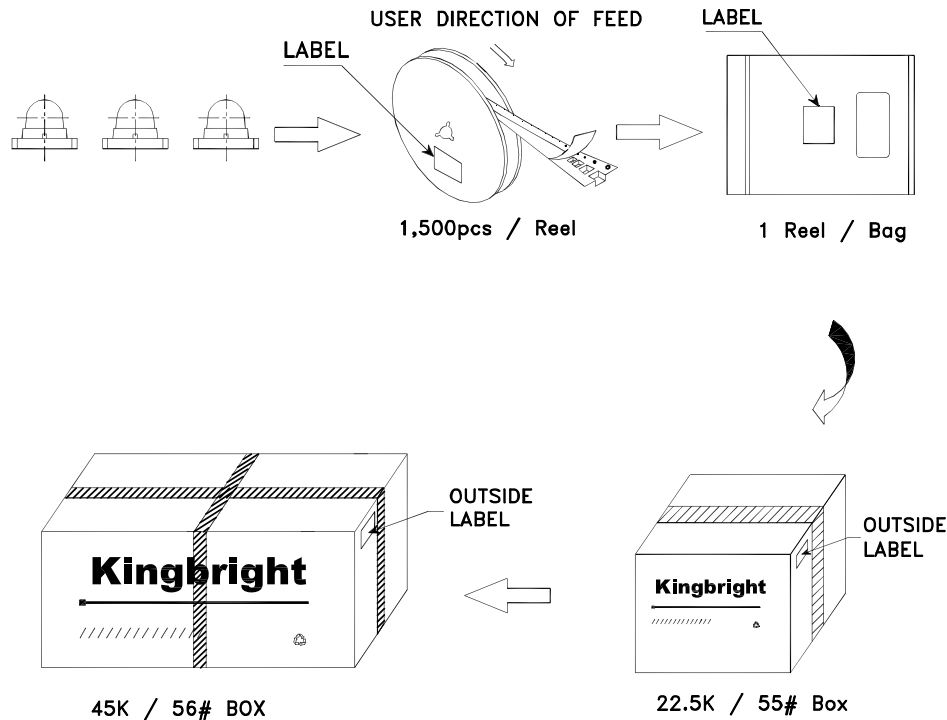 USER DIRECTION OF FEED
LABEL
LABEL
1,500pcs / Reel
1 Reel / Bag
OUTSIDE
LABEL
OUTSIDE
LABEL
Kingbright
Kingbright
45K / 56# BOX
22.5K / 55# Box